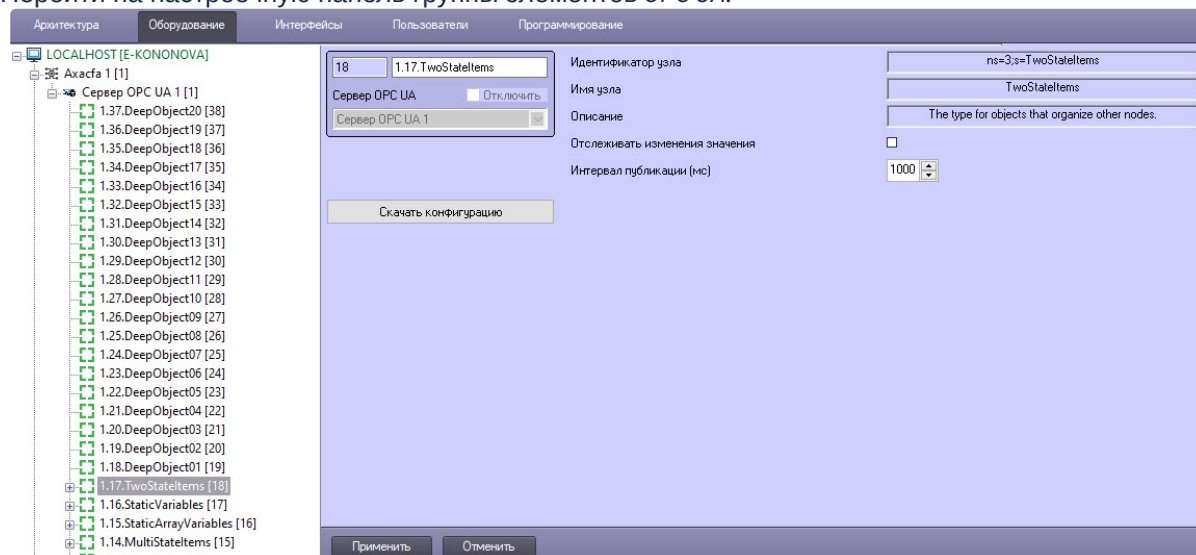 Перейти на настроечную панель группы элементов
Архитектура Оборудование Интерфейсы Пользователи Программирование
LOCALHOST [E-KONONOVA]
Axacfa 1 [1]
Сервер OPC UA 1 [1]
1.37.DeepObject20 [38]
1.36.DeepObject19 [37]
1.35.DeepObject18 [36]
1.34.DeepObject17 [35]
1.33.DeepObject16 [34]
1.32.DeepObject15 [33]
1.31.DeepObject14 [32]
1.30.DeepObject13 [31]
1.29.DeepObject12 [30]
1.28.DeepObject11 [29]
1.27.DeepObject10 [28]
1.26.DeepObject09 [27]
1.25.DeepObject08 [26]
1.24.DeepObject07 [25]
1.23.DeepObject06 [24]
1.22.DeepObject05 [23]
1.21.DeepObject04 [22]
1.20.DeepObject03 [21]
1.19.DeepObject02 [20]
1.18.DeepObject01 [19]
1.17.TwoStateItems [18]
1.16.StaticVariables [17]
1.15.StaticArrayVariables [16]
1.14.MultiStateItems [15]
18 1.17.TwoStateItems
Сервер OPC UA Отключить
Сервер OPC UA 1
Скачать конфигурацию
Идентификатор узла ns=3;s=TwoStateItems
Имя узла TwoStateItems
Описание The type for objects that organize other nodes.
Отслеживать изменения значения
Интервал публикации (мс) 1000
Применить Отменить